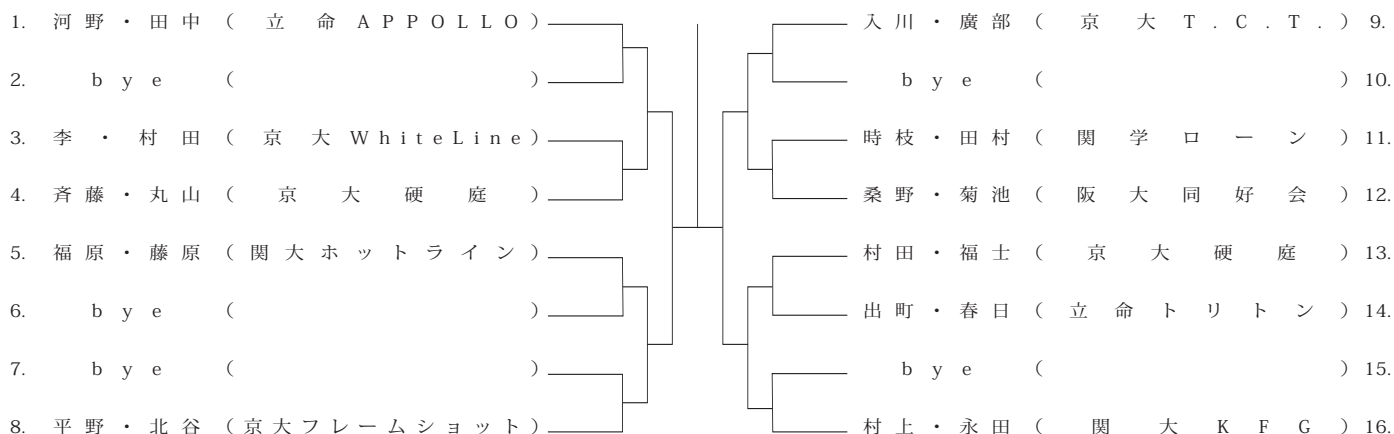 1. 河野・田中（立命APPOLLO）
2. bye（ ）
3. 李・村田（京大WhiteLine）
4. 斉藤・丸山（京大硬庭）
5. 福原・藤原（関大ホットライン）
6. bye（ ）
7. bye（ ）
8. 平野・北谷（京大フレームショット）
入川・廣部（京大T.C.T.）9.
bye（ ）10.
時枝・田村（関学ローン）11.
桑野・菊池（阪大同好会）12.
村田・福士（京大硬庭）13.
出町・春日（立命トリトン）14.
bye（ ）15.
村上・永田（関大KFG）16.